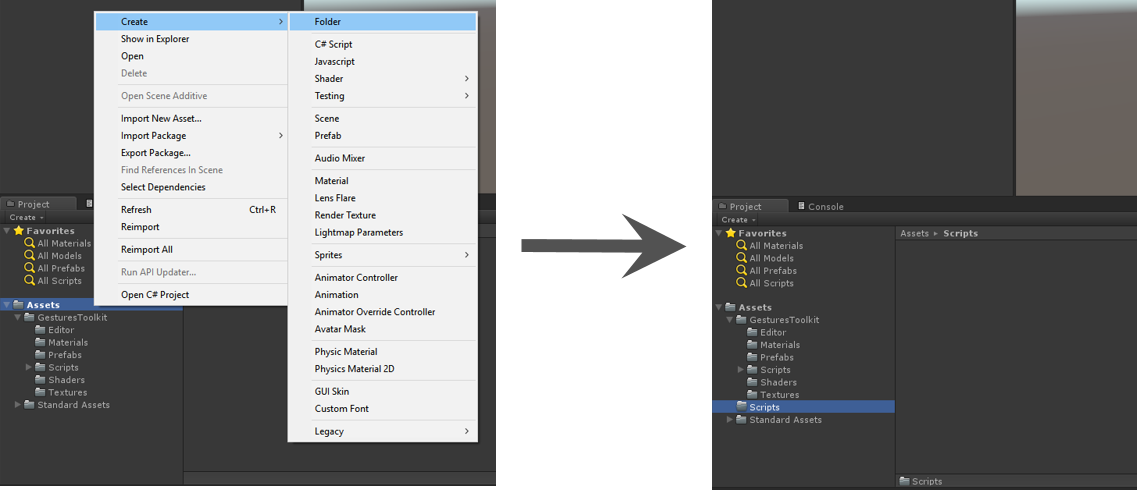 Create
Show in Explorer
Open
Delete
Open Scene Additive
Import New Asset...
Import Package
Export Package...
Find References In Scene
Select Dependencies
Refresh Ctrl+R
Reimport
Reimport All
Run API Updater...
Open C# Project
Folder
C# Script
Javascript
Shader
Testing
Scene
Prefab
Audio Mixer
Material
Lens Flare
Render Texture
Lightmap Parameters
Sprites
Animator Controller
Animation
Animator Override Controller
Avatar Mask
Physic Material
Physics Material 2D
GUI Skin
Custom Font
Legacy
Project
Create
Favorites
All Materials
All Models
All Prefabs
All Scripts
Assets
GesturesToolkit
Editor
Materials
Prefabs
Scripts
Shaders
Textures
Standard Assets
Project Console
Create
Favorites
All Materials
All Models
All Prefabs
All Scripts
Assets
GesturesToolkit
Editor
Materials
Prefabs
Scripts
Shaders
Textures
Scripts
Standard Assets
Assets ▸ Scripts
Scripts